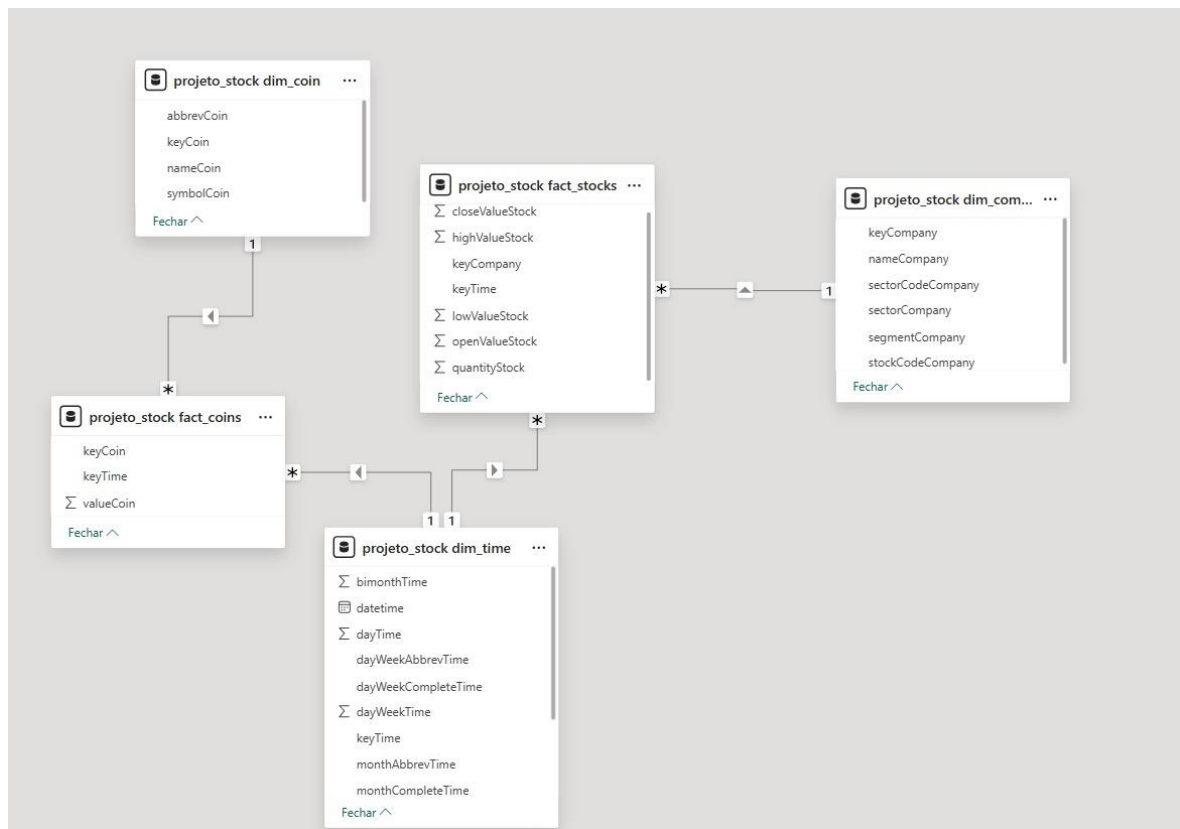 projeto_stock dim_coin ...
abbrevCoin
keyCoin
nameCoin
symbolCoin
Fechar
1
*
projeto_stock fact_stocks ...
Σ closeValueStock
Σ highValueStock
keyCompany
keyTime
Σ lowValueStock
Σ openValueStock
Σ quantityStock
Fechar
*
*
1
projeto_stock dim_com... ...
keyCompany
nameCompany
sectorCodeCompany
sectorCompany
segmentCompany
stockCodeCompany
Fechar
projeto_stock fact_coins ...
keyCoin
keyTime
Σ valueCoin
Fechar
*
1 1
projeto_stock dim_time ...
Σ bimonthTime
datetime
Σ dayTime
dayWeekAbbrevTime
dayWeekCompleteTime
Σ dayWeekTime
keyTime
monthAbbrevTime
monthCompleteTime
Fechar